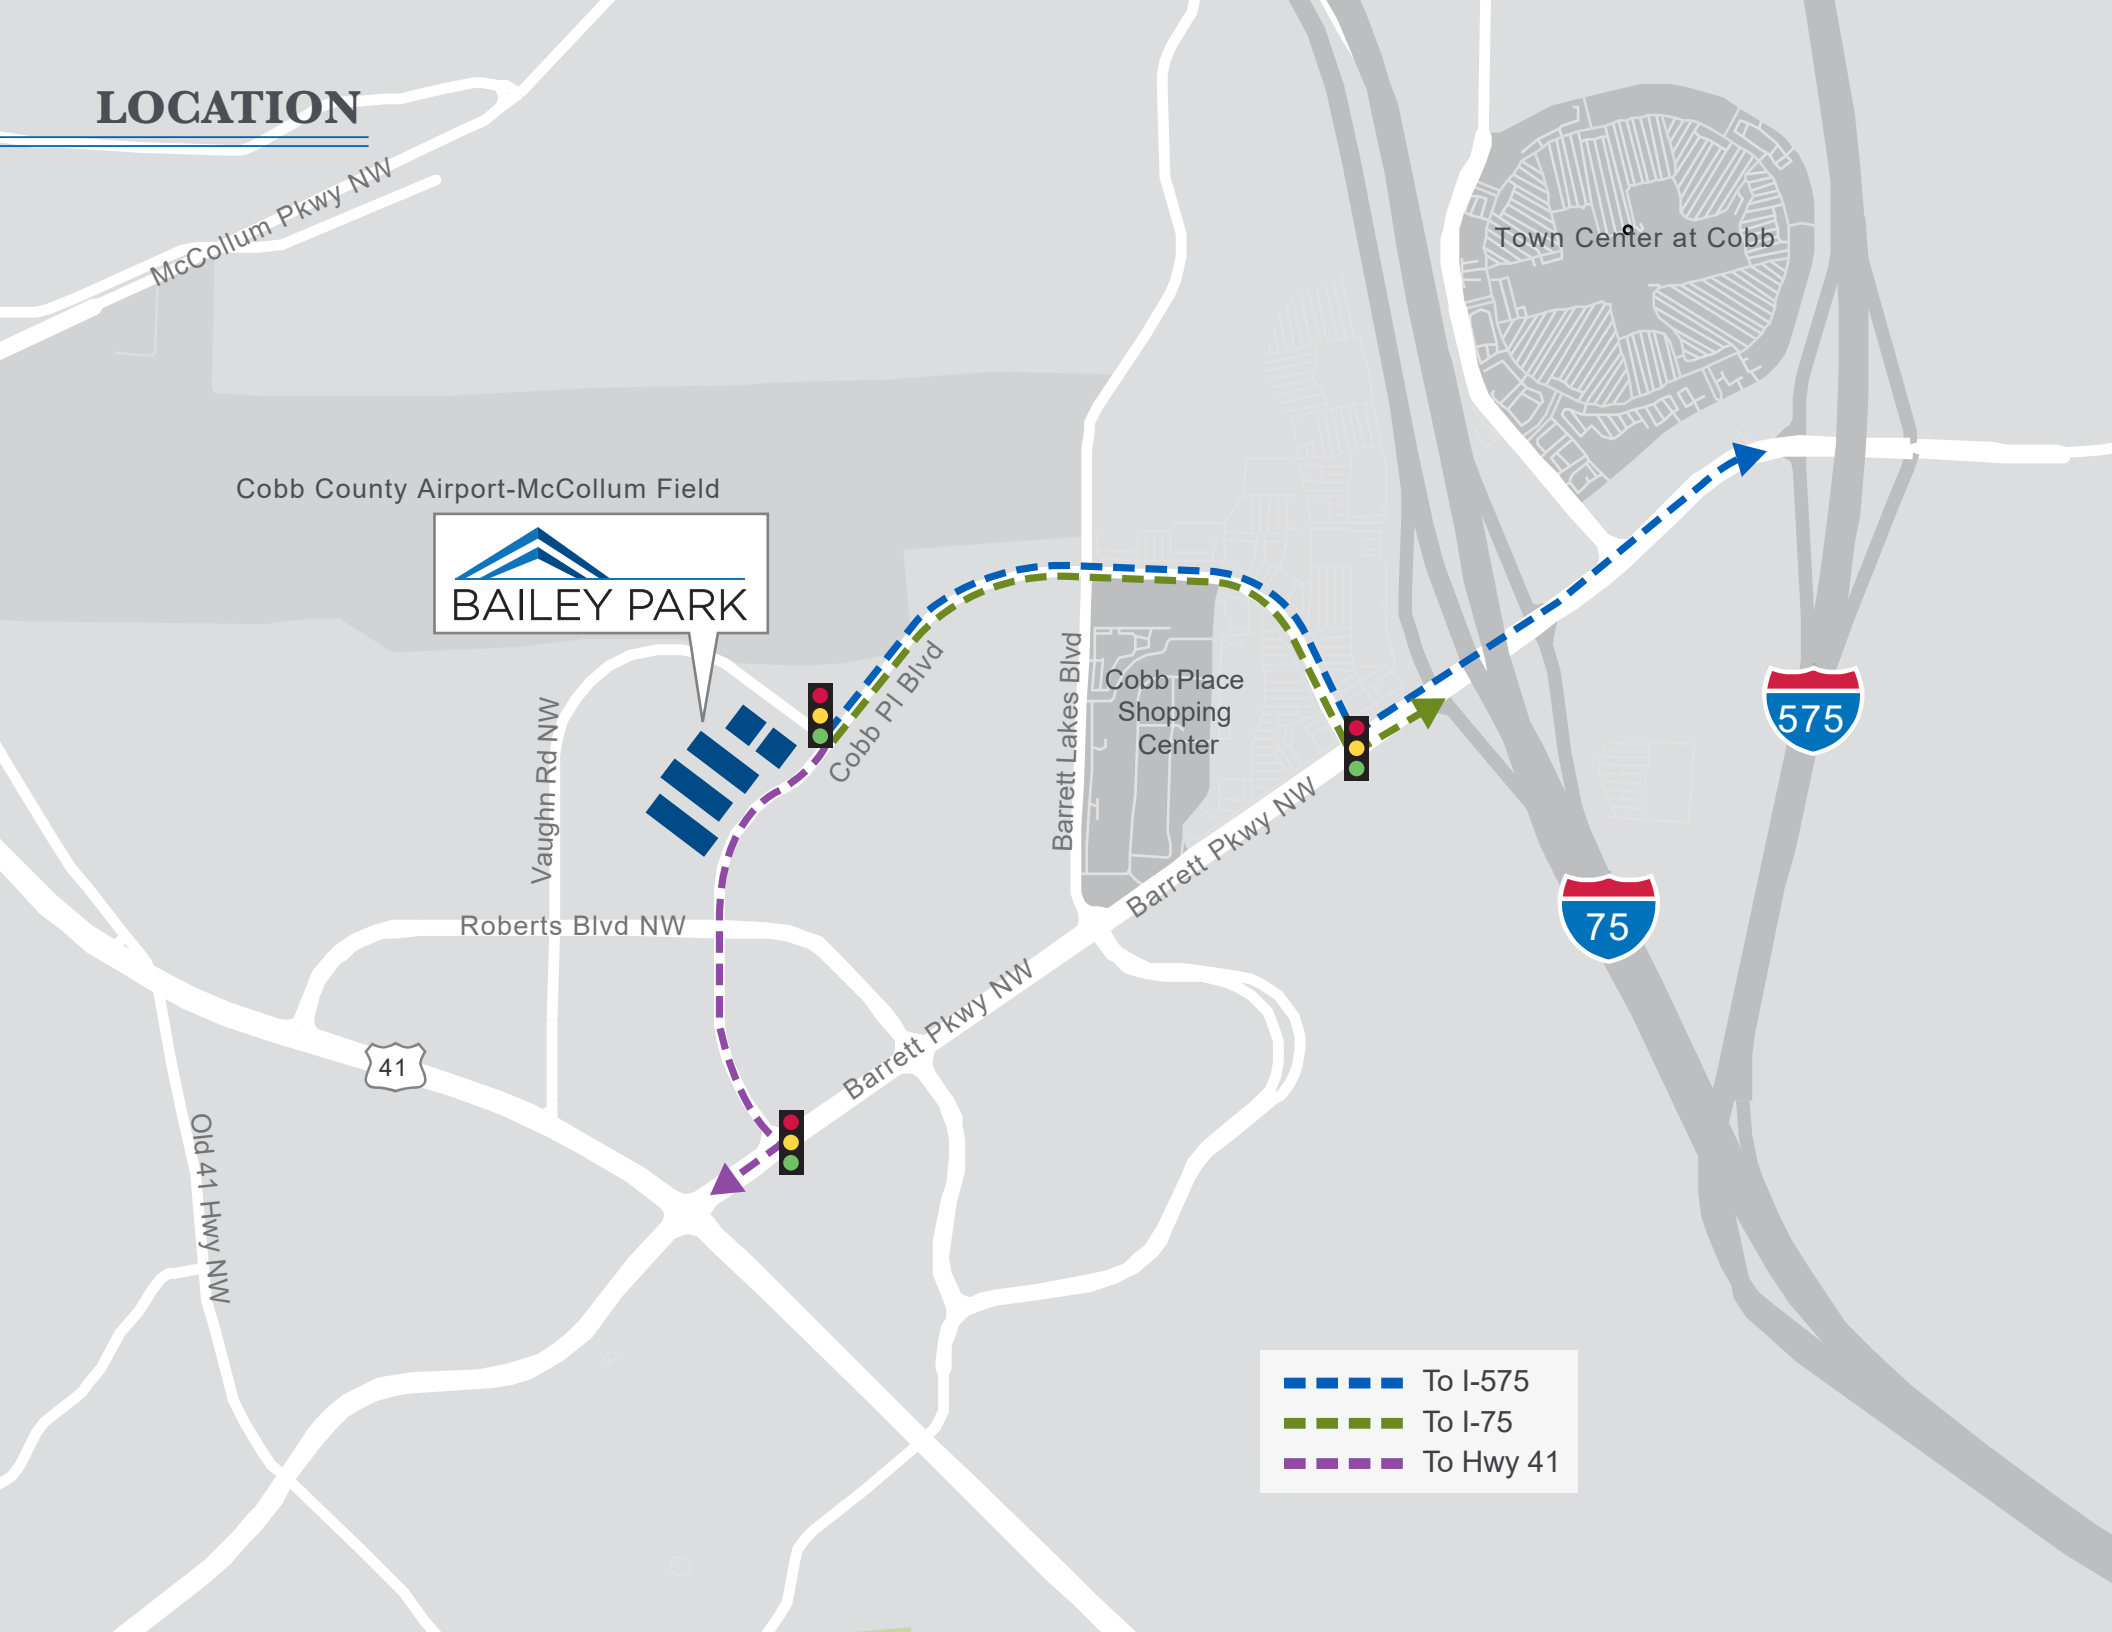 LOCATION
McCollum Pkwy NW
Town Center at Cobb
Cobb County Airport-McCollum Field
BAILEY PARK
Cobb Pl Blvd
Barrett Lakes Blvd
Cobb Place
Shopping
Center
575
Vaughn Rd NW
Barrett Pkwy NW
75
Roberts Blvd NW
Barrett Pkwy NW
41
Old 41 Hwy NW
To I-575
To I-75
To Hwy 41